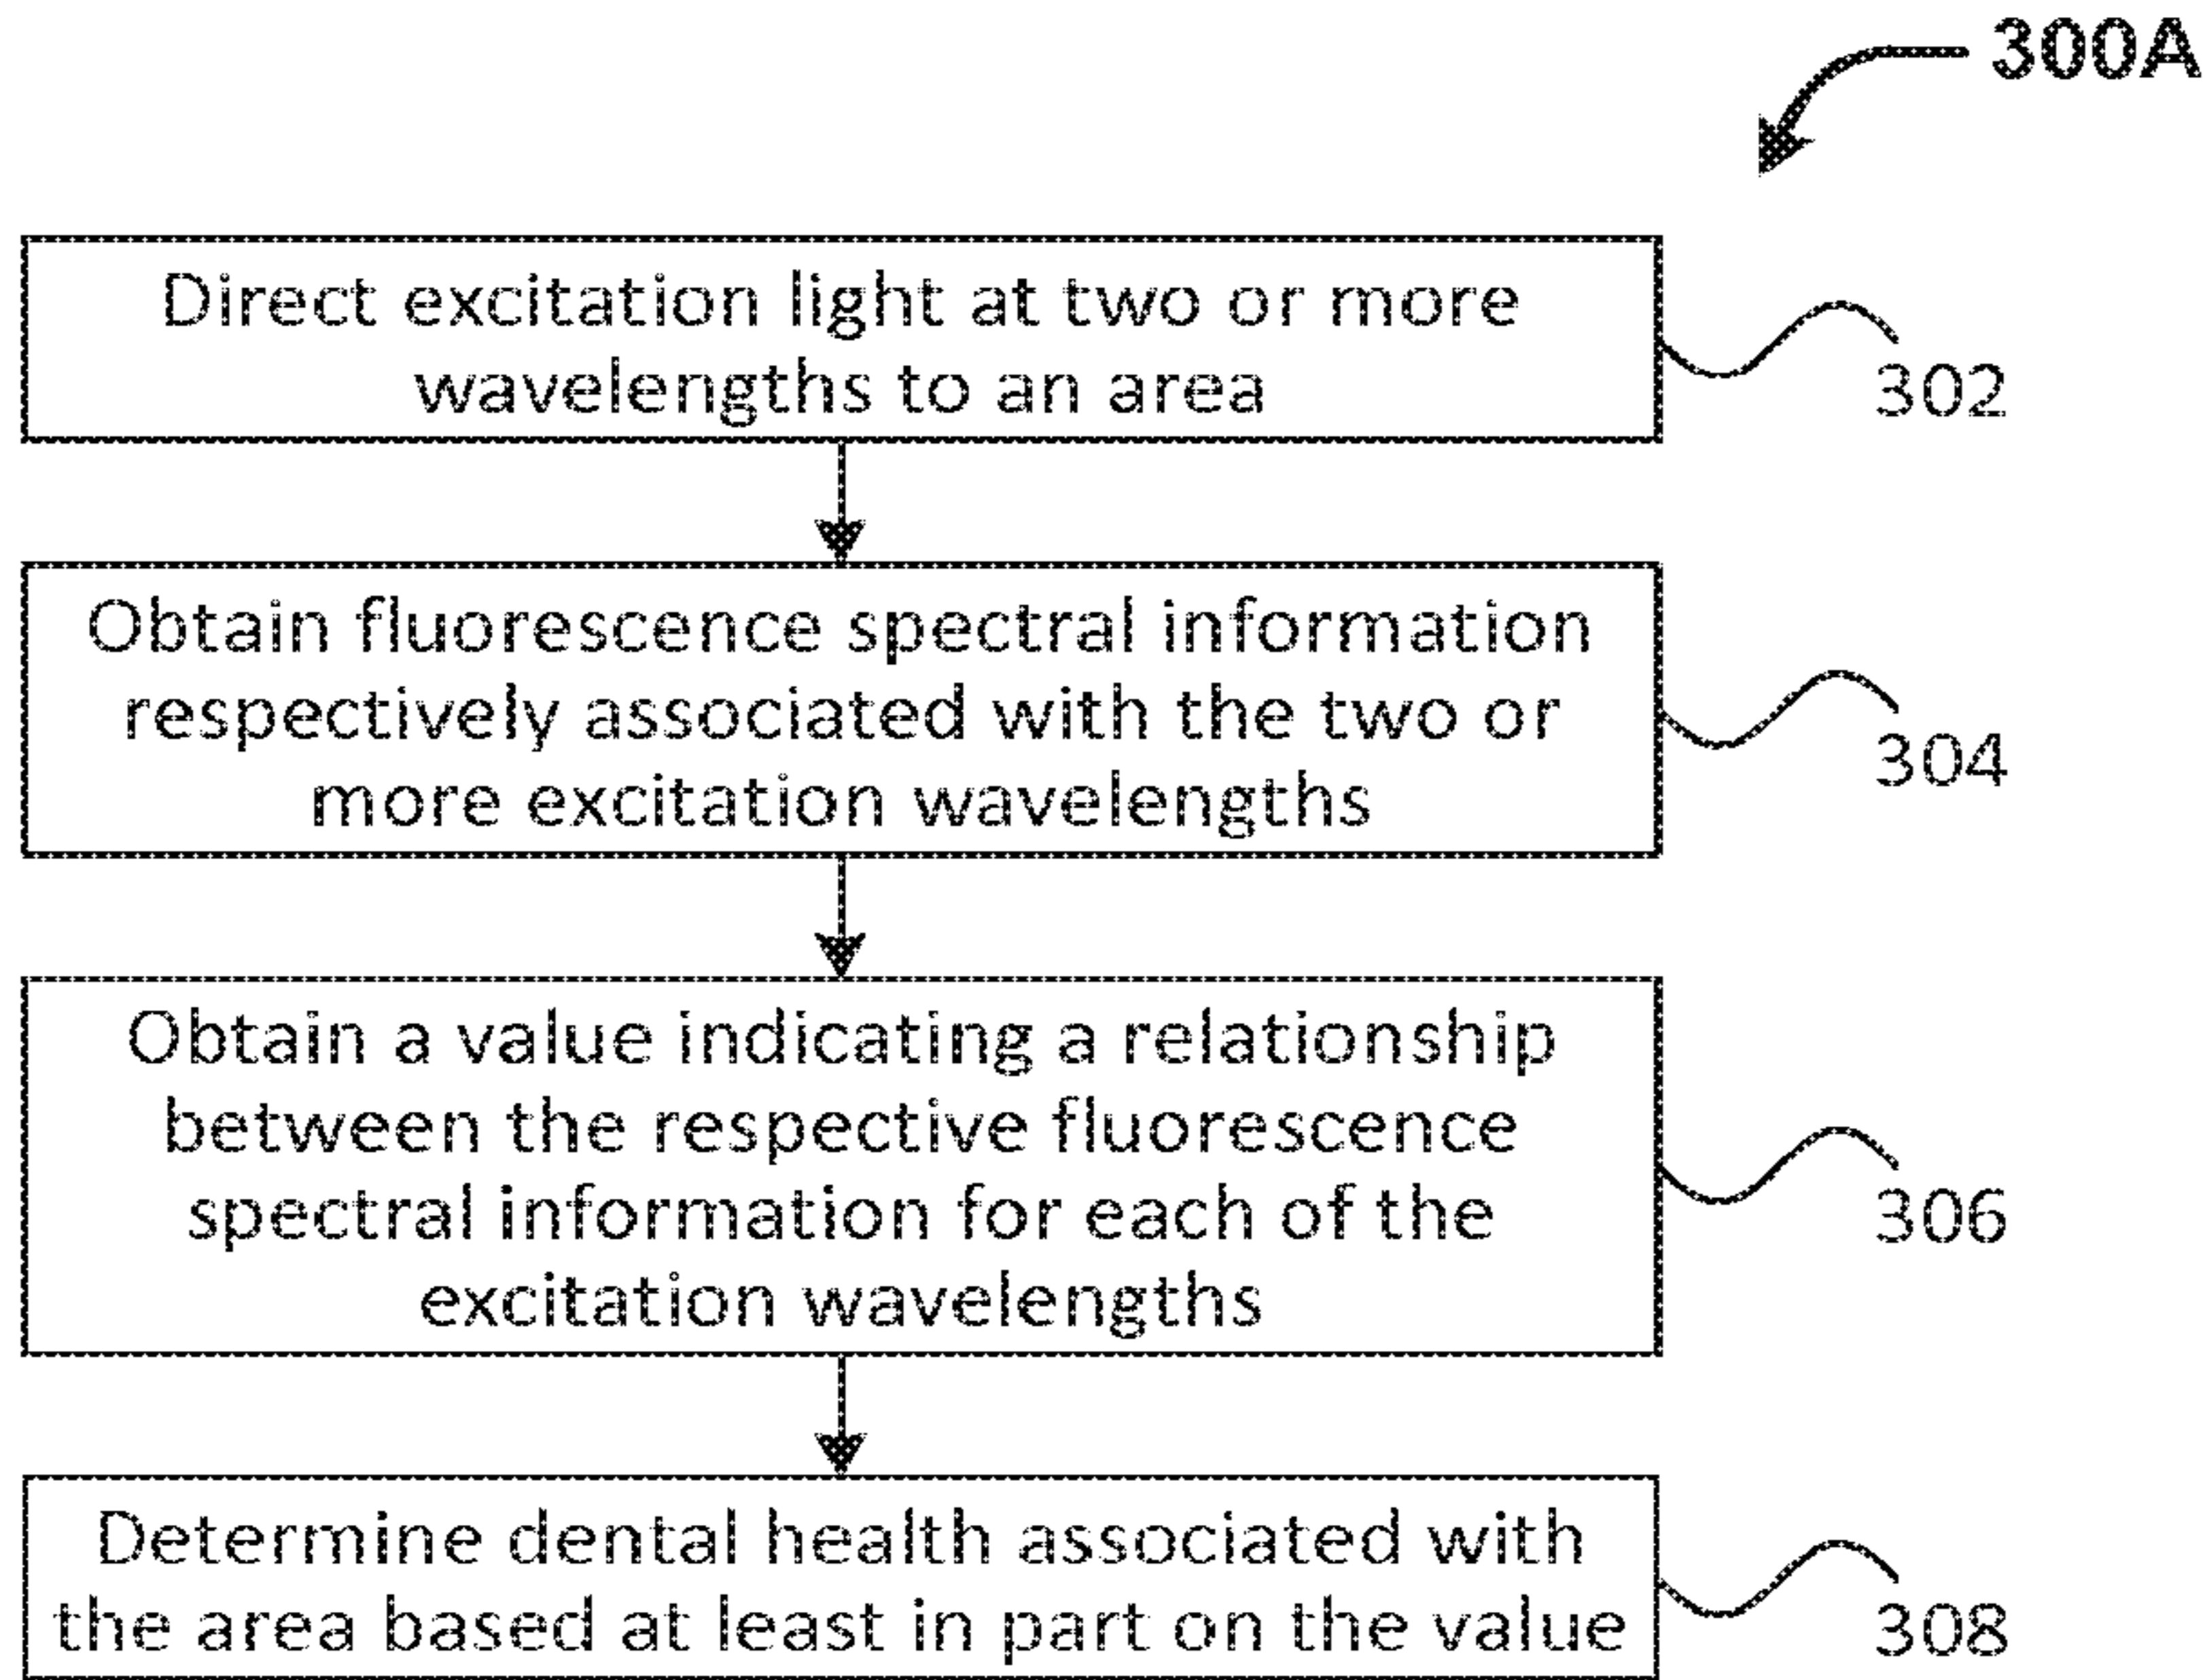 300A
Direct excitation light at two or more
wavelengths to an area
302
Obtain fluorescence spectral information
respectively associated with the two or
more excitation wavelengths
304
Obtain a value indicating a relationship
between the respective fluorescence
spectral information for each of the
excitation wavelengths
306
Determine dental health associated with
the area based at least in part on the value
308